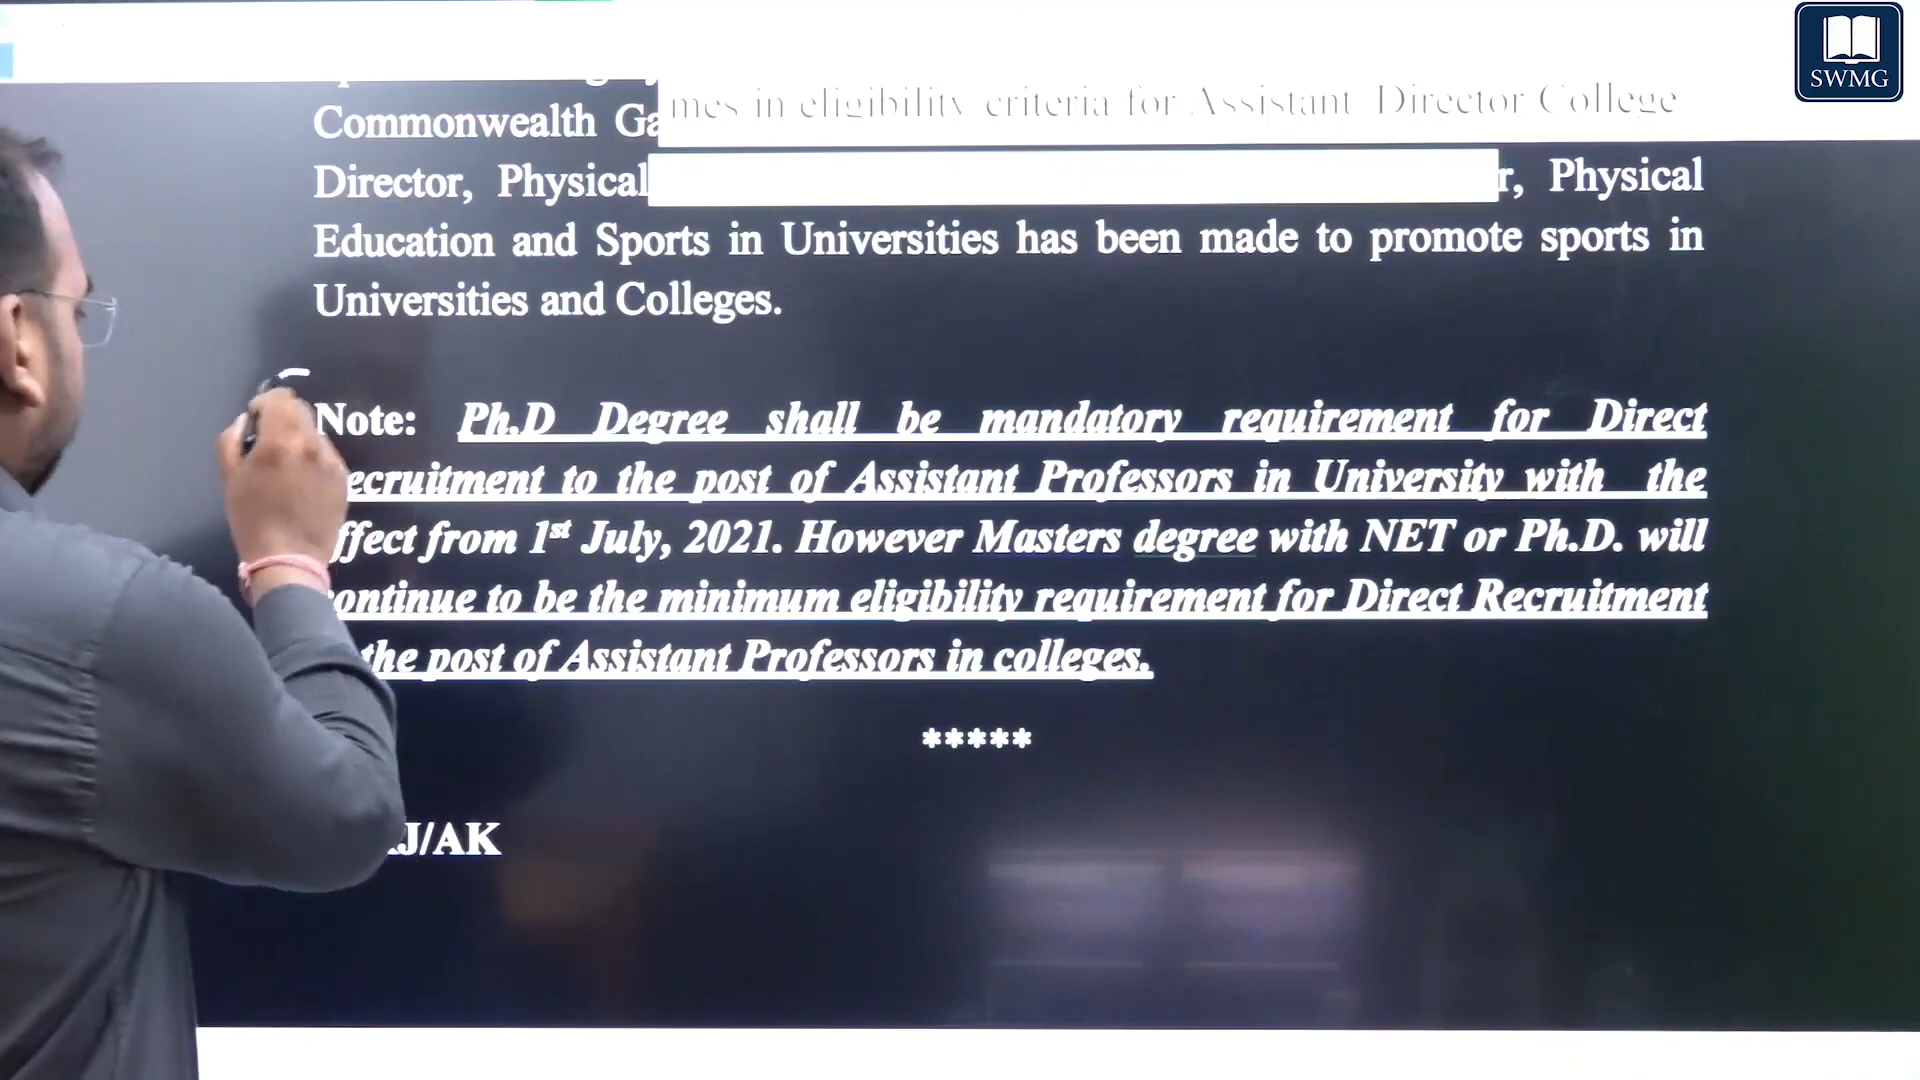 SWMG
Commonwealth Games in eligibility criteria for Assistant Director College
Director, Physical r, Physical
Education and Sports in Universities has been made to promote sports in
Universities and Colleges.
Note: Ph.D Degree shall be mandatory requirement for Direct
ecruitment to the post of Assistant Professors in University with the
ffect from 1st July, 2021. However Masters degree with NET or Ph.D. will
ontinue to be the minimum eligibility requirement for Direct Recruitment
the post of Assistant Professors in colleges.
*****
J/AK